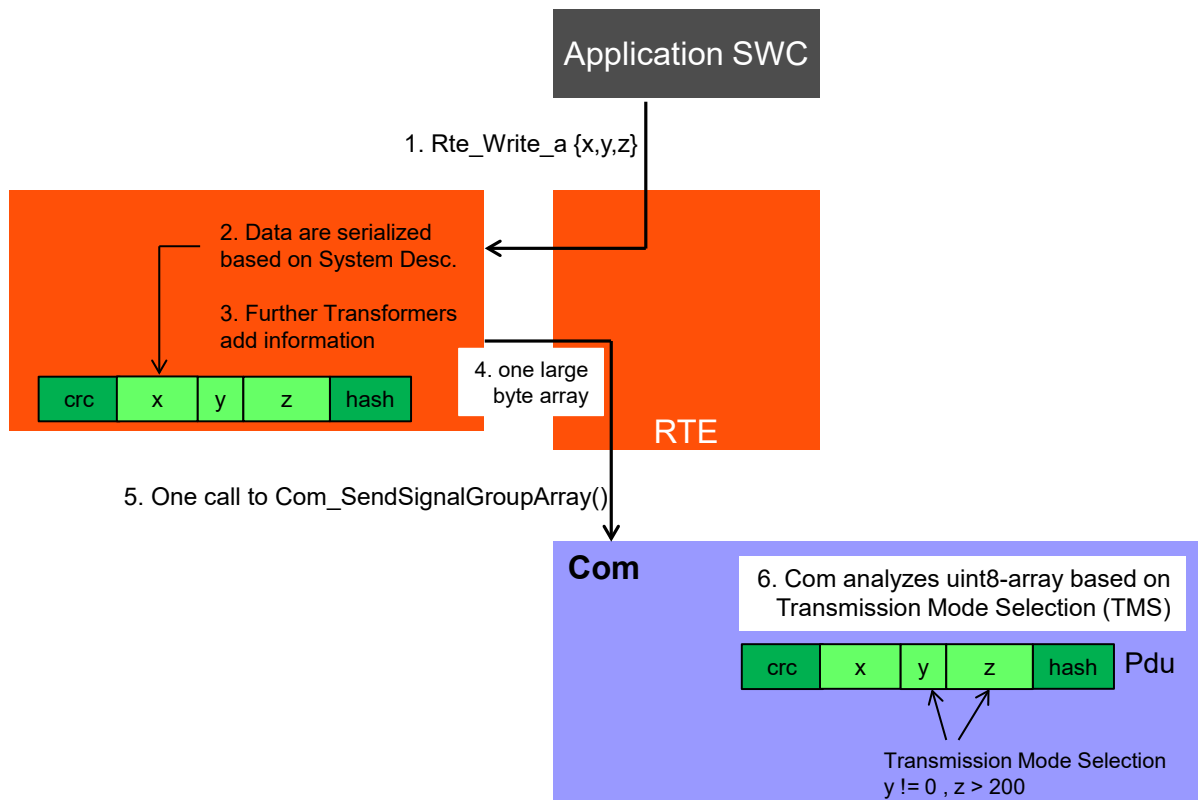 Application SWC
1. Rte_Write_a {x,y,z}
2. Data are serialized
based on System Desc.
3. Further Transformers
add information
crc x y z hash
4. one large
byte array
RTE
5. One call to Com_SendSignalGroupArray()
Com
6. Com analyzes uint8-array based on
Transmission Mode Selection (TMS)
crc x y z hash Pdu
Transmission Mode Selection
y != 0 , z > 200